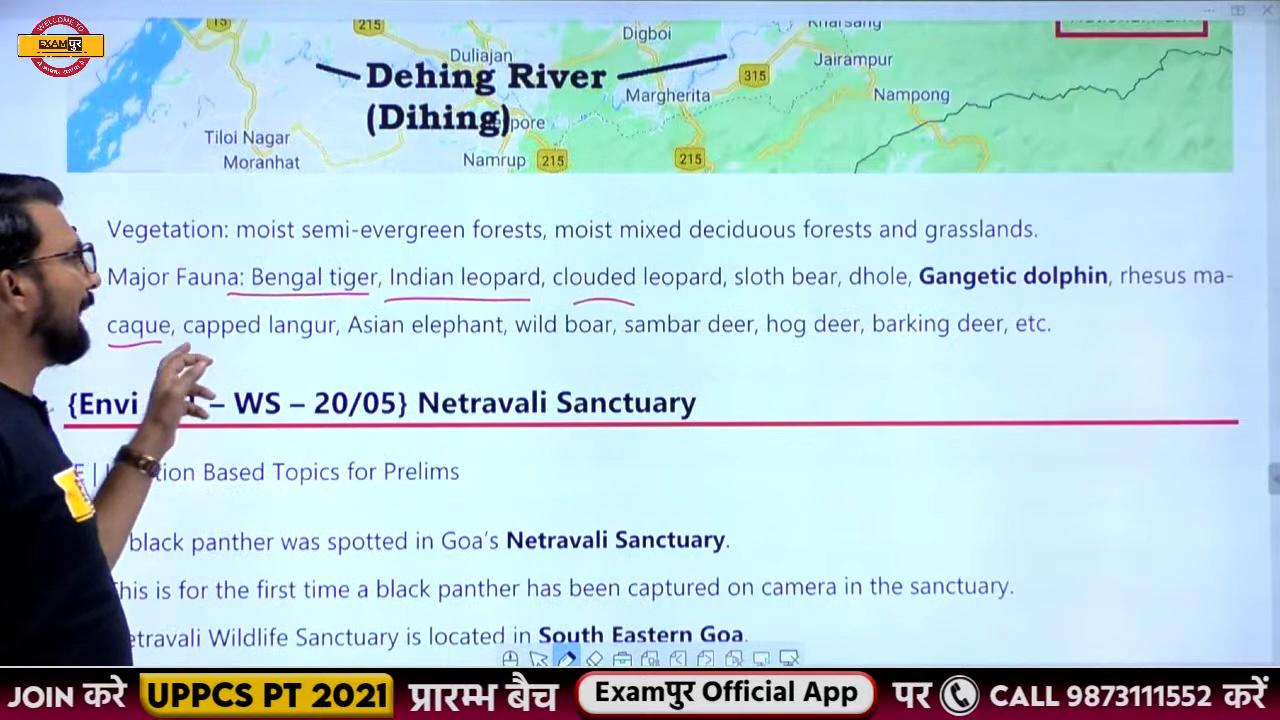 WELCOME TO
EXAMपुर
15
215
Digboi
Kharsang
Duliajan
Dehing River
315
Jairampur
Margherita
Nampong
(Dihing)
pore
Tiloi Nagar
Moranhat
Namrup
215
215
Vegetation: moist semi-evergreen forests, moist mixed deciduous forests and grasslands.
Major Fauna: Bengal tiger, Indian leopard, clouded leopard, sloth bear, dhole, Gangetic dolphin, rhesus ma-
caque, capped langur, Asian elephant, wild boar, sambar deer, hog deer, barking deer, etc.
{Envi – WS – 20/05} Netravali Sanctuary
tion Based Topics for Prelims
black panther was spotted in Goa’s Netravali Sanctuary.
This is for the first time a black panther has been captured on camera in the sanctuary.
etravali Wildlife Sanctuary is located in South Eastern Goa.
JOIN करे UPPCS PT 2021 प्रारम्भ बैच Examपुर Official App पर CALL 9873111552 करें